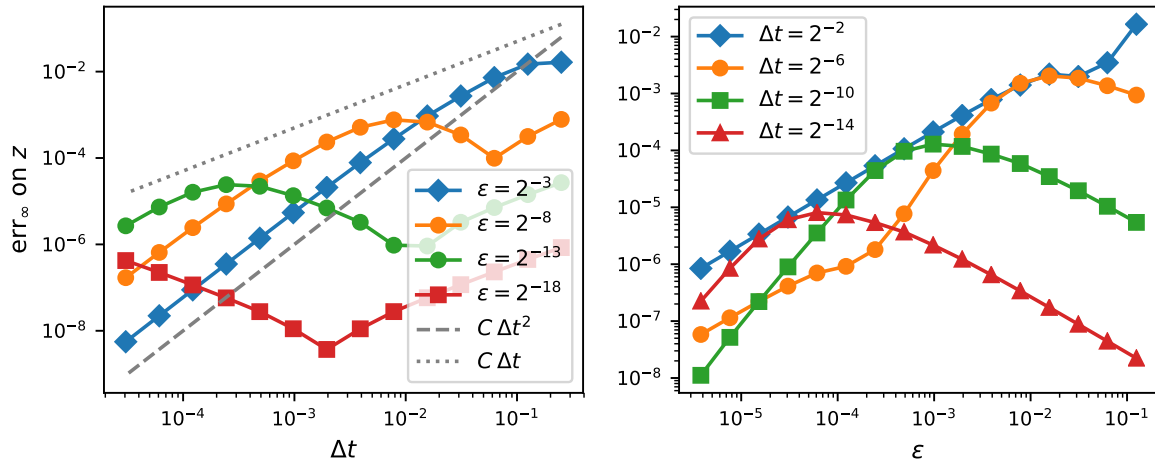 err∞ on z
10⁻²
10⁻⁴
10⁻⁶
10⁻⁸
10⁻⁴
10⁻³
10⁻²
10⁻¹
Δt
ε = 2⁻³
ε = 2⁻⁸
ε = 2⁻¹³
ε = 2⁻¹⁸
C Δt²
C Δt
10⁻²
10⁻³
10⁻⁴
10⁻⁵
10⁻⁶
10⁻⁷
10⁻⁸
10⁻⁵
10⁻⁴
10⁻³
10⁻²
10⁻¹
ε
Δt = 2⁻²
Δt = 2⁻⁶
Δt = 2⁻¹⁰
Δt = 2⁻¹⁴